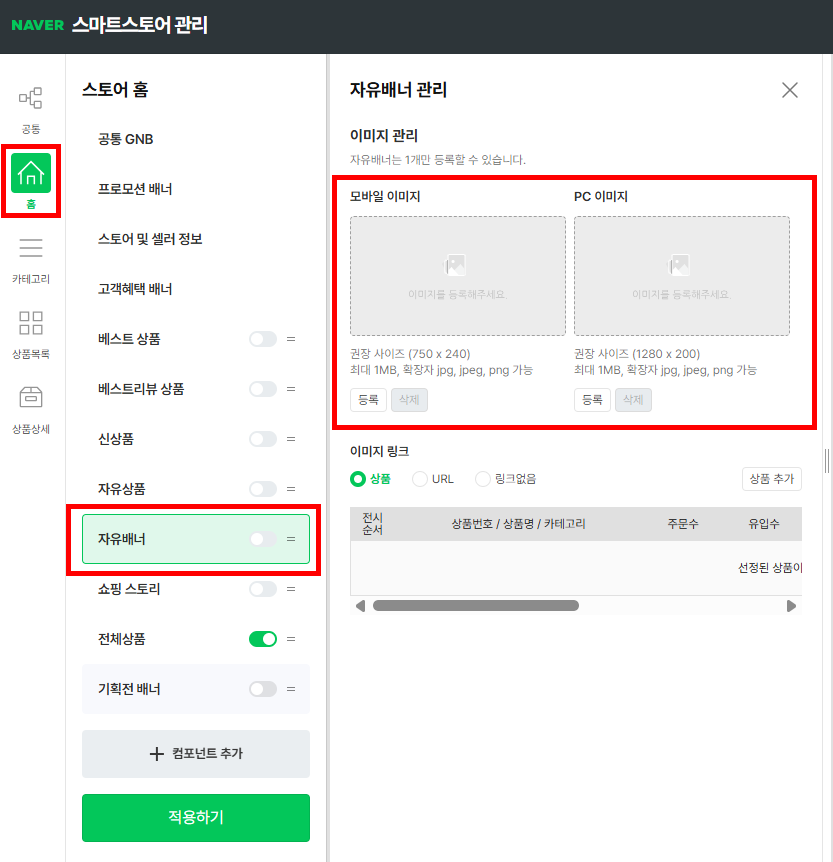 NAVER 스마트스토어 관리
공통
홈
카테고리
상품목록
상품상세
스토어 홈
공통 GNB
프로모션 배너
스토어 및 셀러 정보
고객혜택 배너
베스트 상품
베스트리뷰 상품
신상품
자유상품
자유배너
쇼핑 스토리
전체상품
기획전 배너
컴포넌트 추가
적용하기
자유배너 관리
이미지 관리
자유배너는 1개만 등록할 수 있습니다.
모바일 이미지
이미지를 등록해주세요.
권장 사이즈 (750 x 240)
최대 1MB, 확장자 jpg, jpeg, png 가능
등록 삭제
PC 이미지
이미지를 등록해주세요.
권장 사이즈 (1280 x 200)
최대 1MB, 확장자 jpg, jpeg, png 가능
등록 삭제
이미지 링크
상품 URL 링크없음 상품 추가
전시
순서
상품번호 / 상품명 / 카테고리 주문수 유입수
선정된 상품이